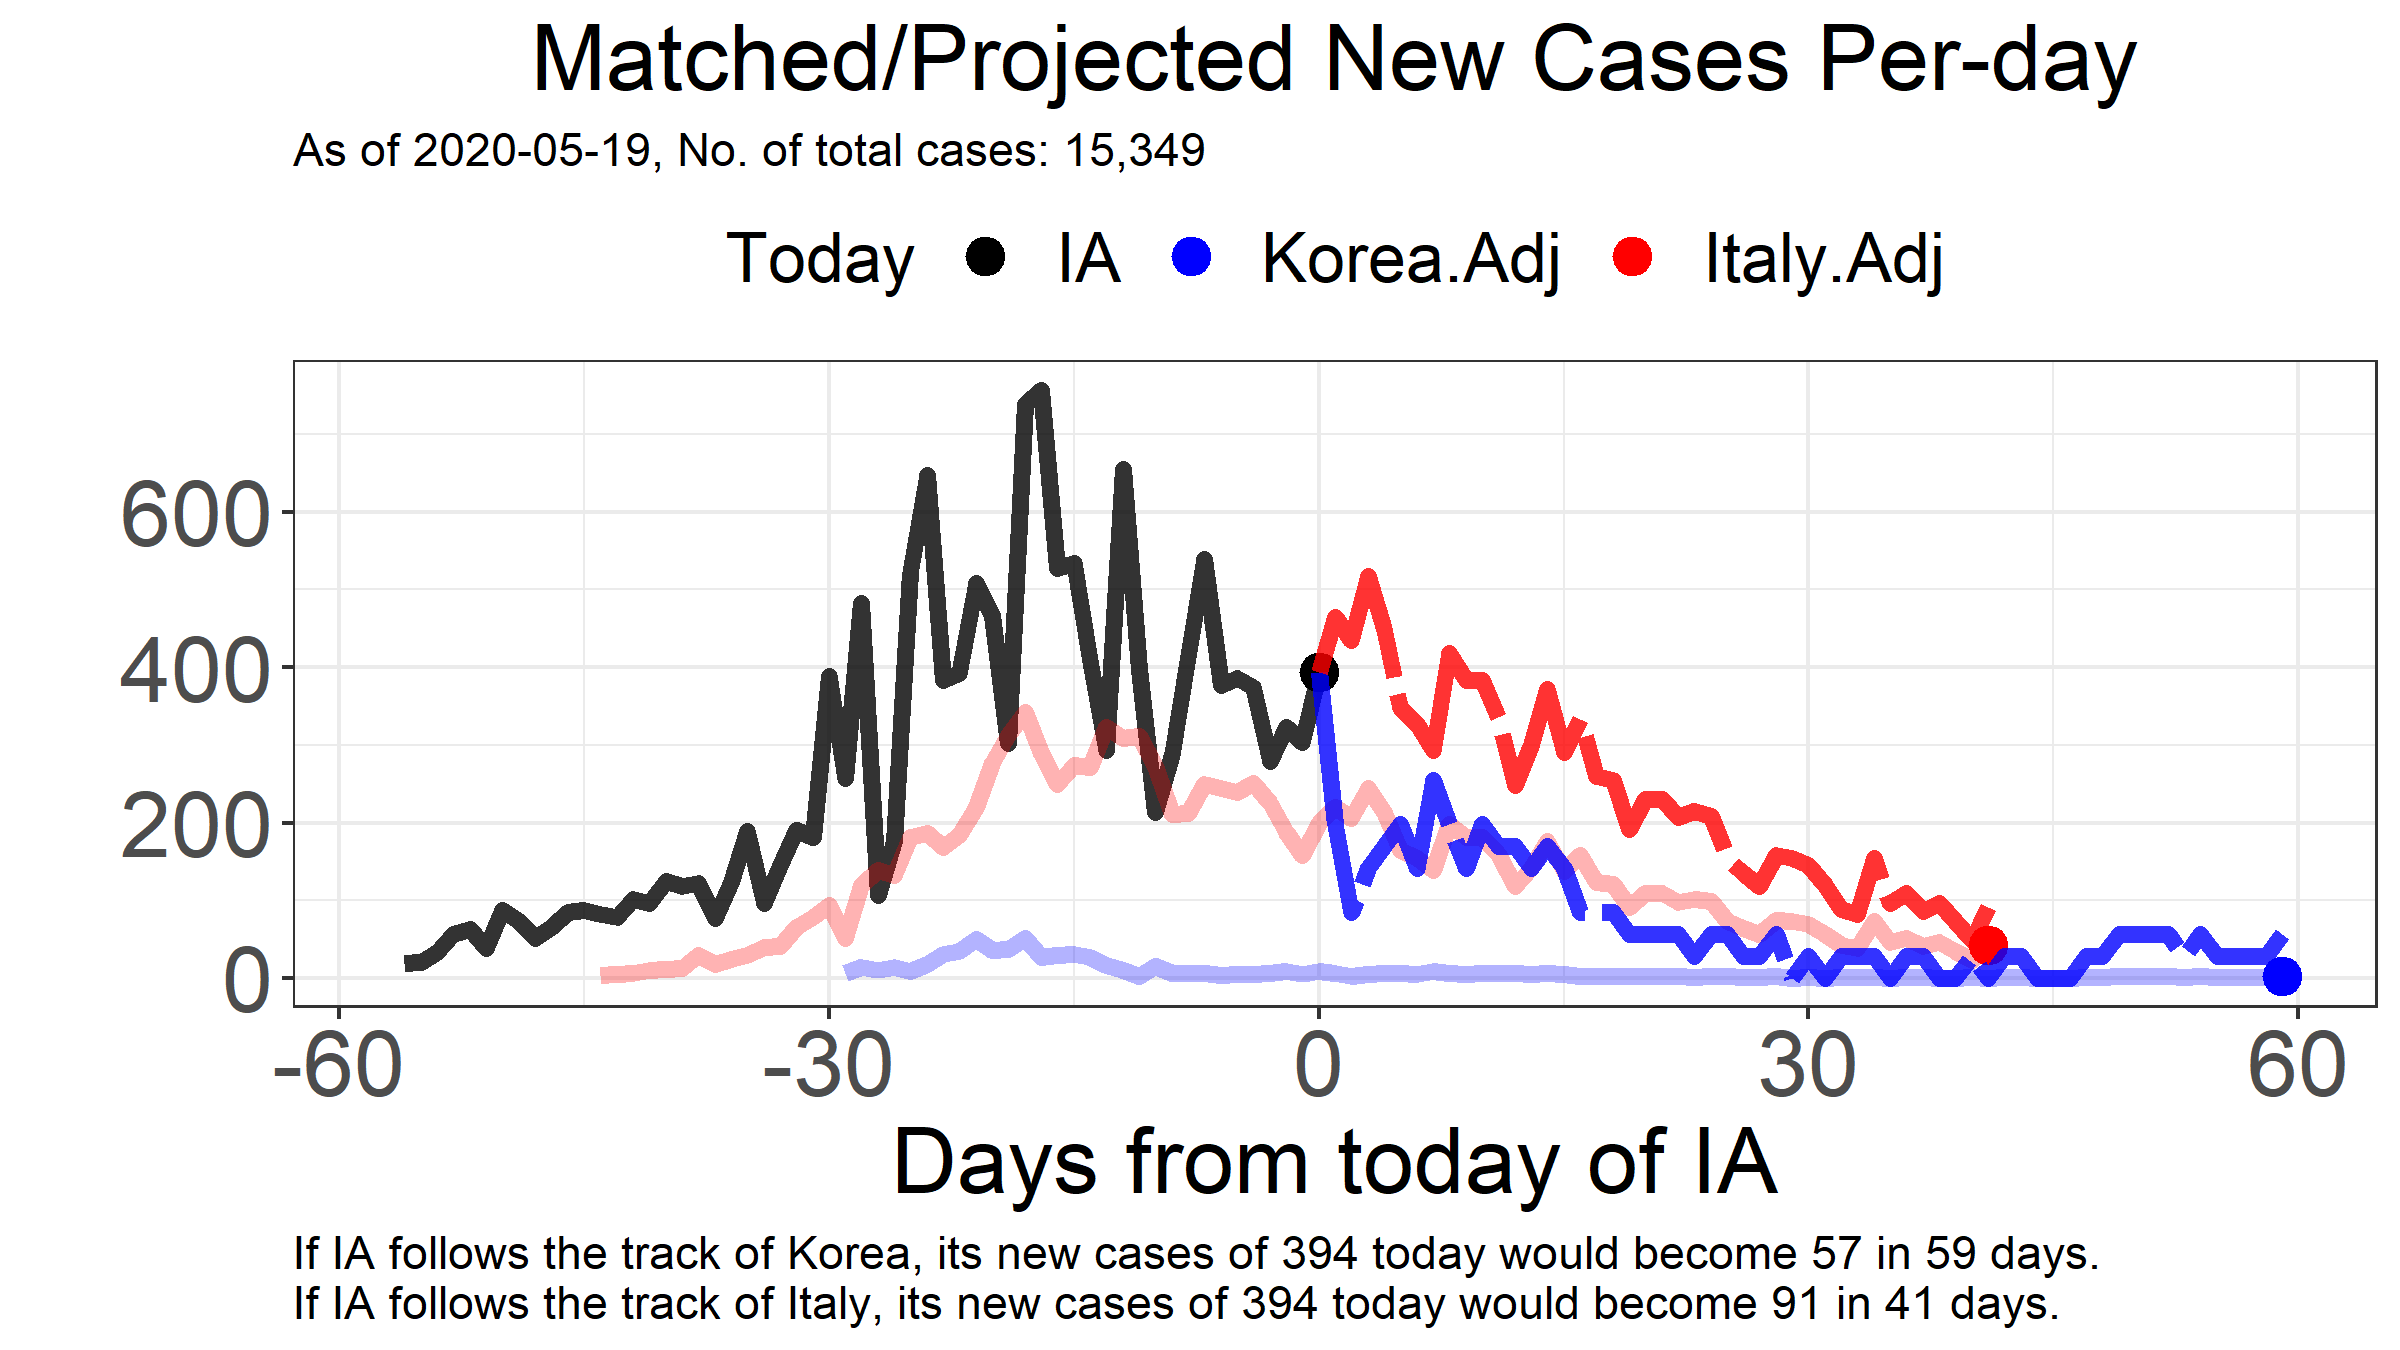 Matched/Projected New Cases Per-day
As of 2020-05-19, No. of total cases: 15,349
Today IA Korea.Adj Italy.Adj
600
400
200
0
-60 -30 0 30 60
Days from today of IA
If IA follows the track of Korea, its new cases of 394 today would become 57 in 59 days.
If IA follows the track of Italy, its new cases of 394 today would become 91 in 41 days.